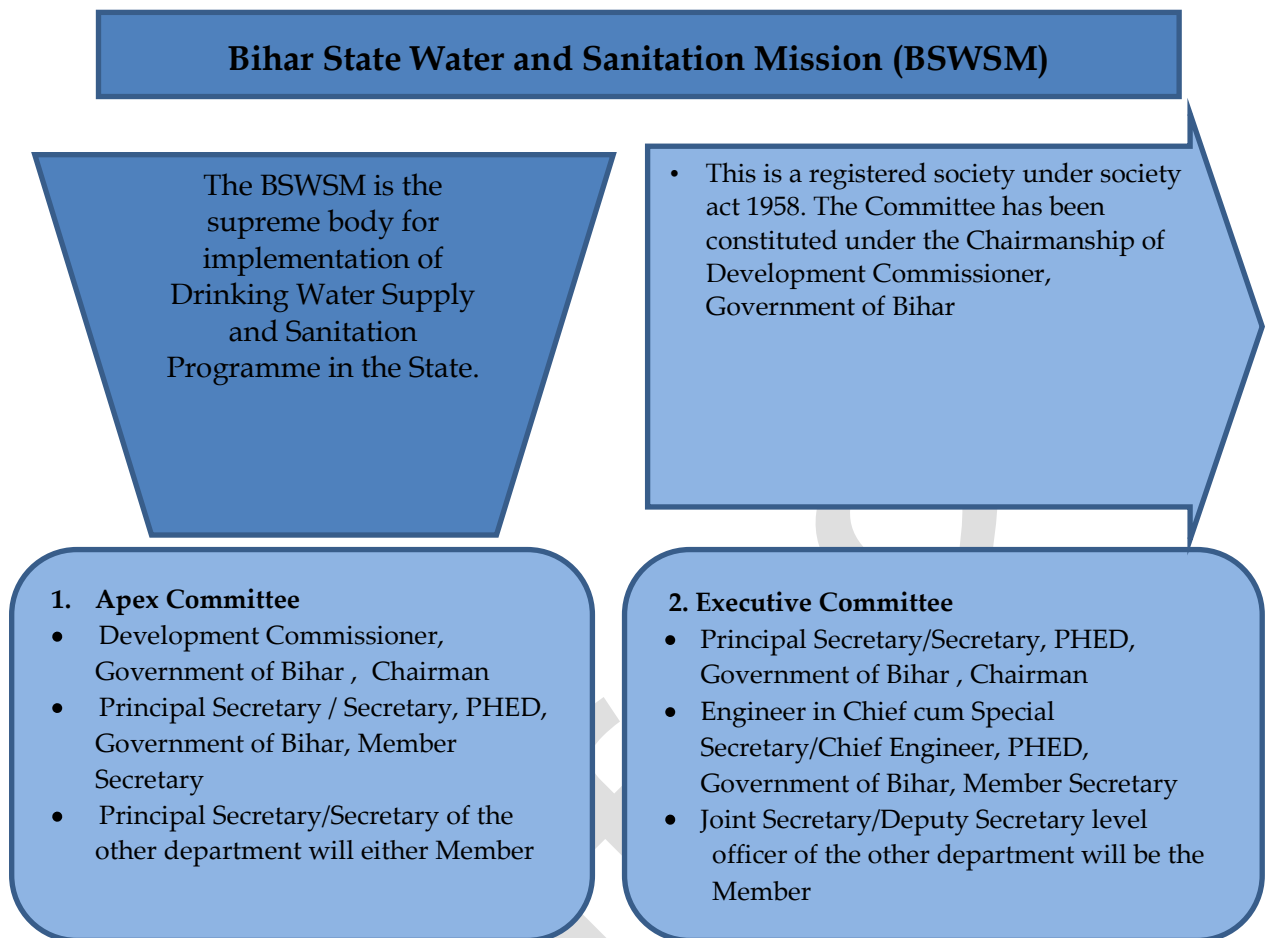 Bihar State Water and Sanitation Mission (BSWSM)
The BSWSM is the
supreme body for
implementation of
Drinking Water Supply
and Sanitation
Programme in the State.
• This is a registered society under society
act 1958. The Committee has been
constituted under the Chairmanship of
Development Commissioner,
Government of Bihar
1. Apex Committee
• Development Commissioner,
Government of Bihar , Chairman
• Principal Secretary / Secretary, PHED,
Government of Bihar, Member
Secretary
• Principal Secretary/Secretary of the
other department will either Member
2. Executive Committee
• Principal Secretary/Secretary, PHED,
Government of Bihar , Chairman
• Engineer in Chief cum Special
Secretary/Chief Engineer, PHED,
Government of Bihar, Member Secretary
• Joint Secretary/Deputy Secretary level
officer of the other department will be the
Member